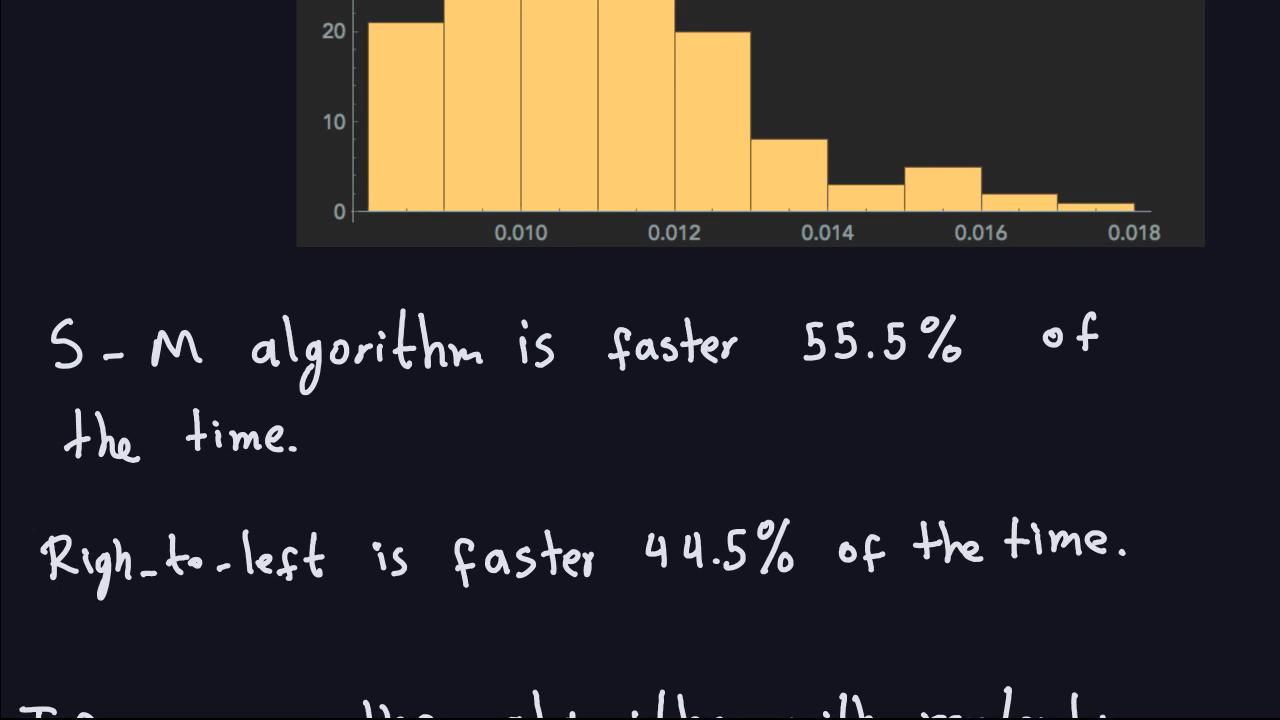 20
10
0
0.010 0.012 0.014 0.016 0.018
S-M algorithm is faster 55.5% of
the time.
Righ-to-left is faster 44.5% of the time.
the